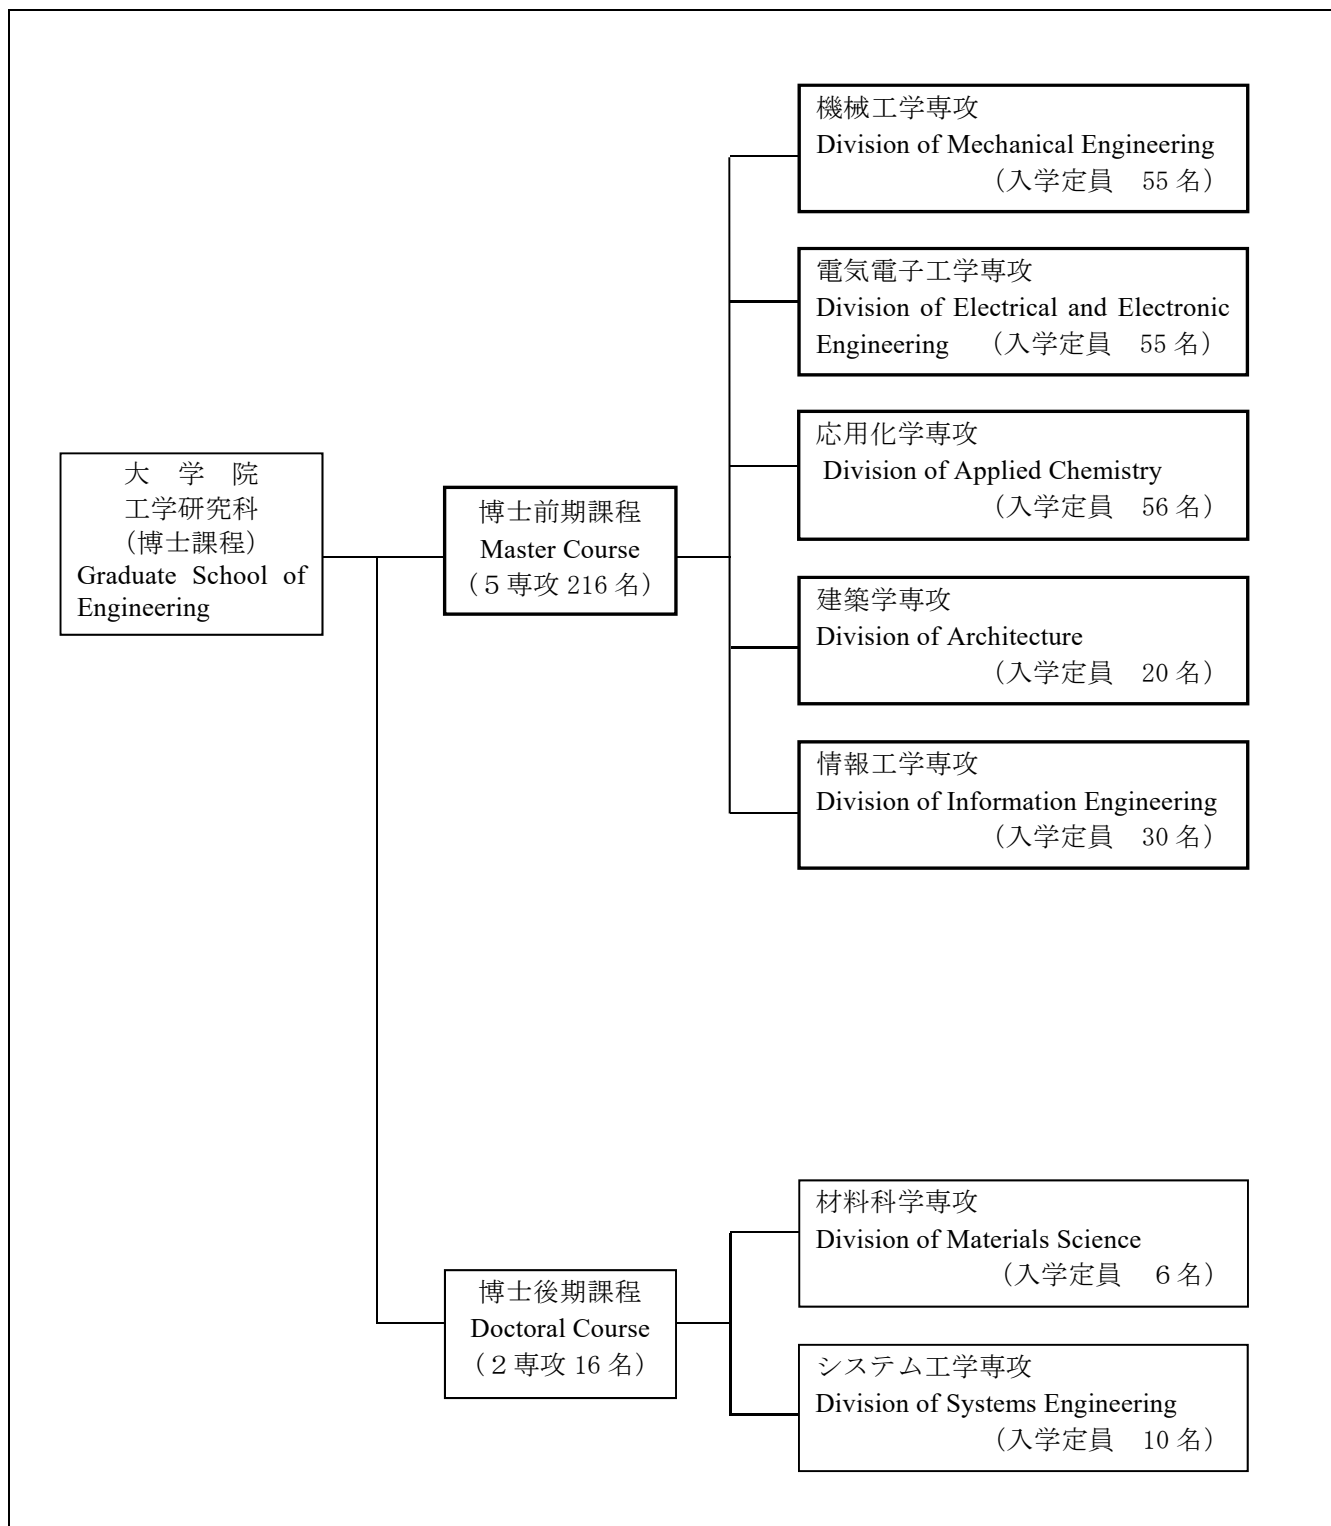 大　学　院
工学研究科
（博士課程）
Graduate School of
Engineering
博士前期課程
Master Course
（５専攻 216 名）
機械工学専攻
Division of Mechanical Engineering
（入学定員　55 名）
電気電子工学専攻
Division of Electrical and Electronic
Engineering　（入学定員　55 名）
応用化学専攻
Division of Applied Chemistry
（入学定員　56 名）
建築学専攻
Division of Architecture
（入学定員　20 名）
情報工学専攻
Division of Information Engineering
（入学定員　30 名）
博士後期課程
Doctoral Course
（２専攻 16 名）
材料科学専攻
Division of Materials Science
（入学定員　６名）
システム工学専攻
Division of Systems Engineering
（入学定員　10 名）